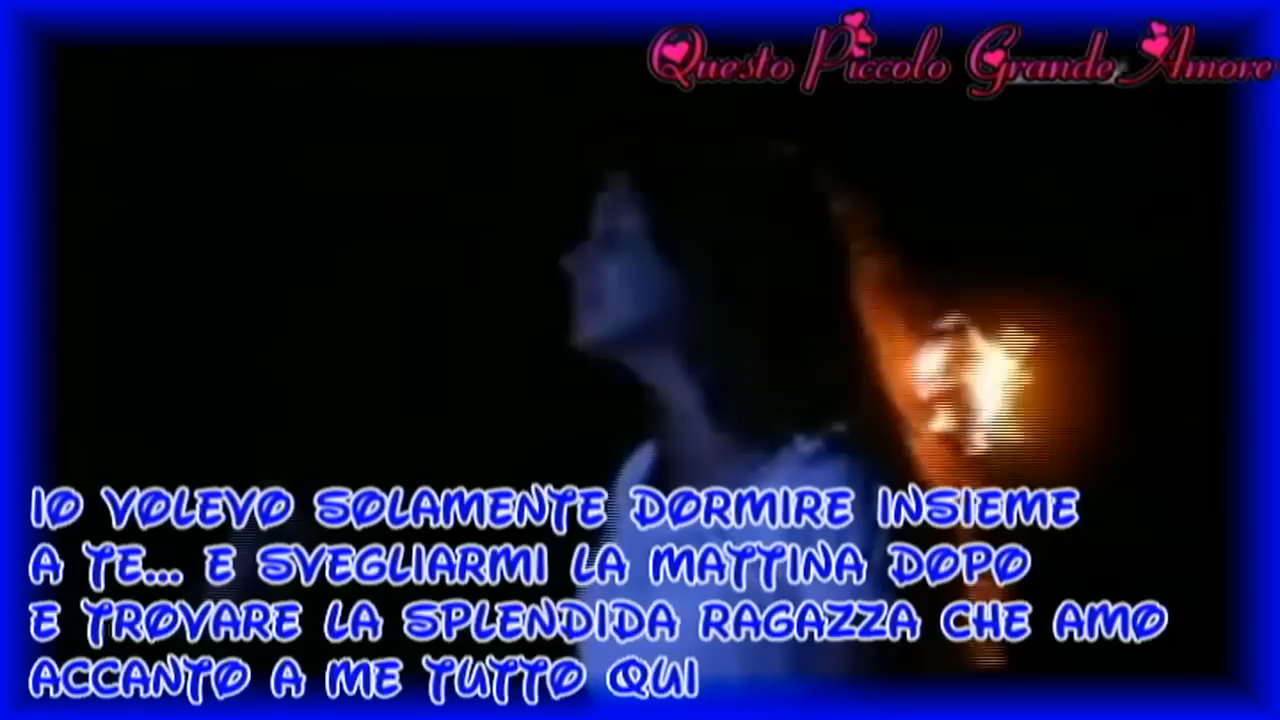 Questo Piccolo Grande Amore
IO VOLEVO SOLAMENTE DORMIRE INSIEME
A TE... E SVEGLIARMI LA MATTINA DOPO
E TROVARE LA SPLENDIDA RAGAZZA CHE AMO
ACCANTO A ME TUTTO QUI